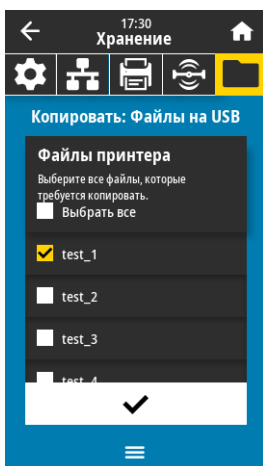 17:30
Хранение
Копировать: Файлы на USB
Файлы принтера
Выберите все файлы, которые
требуется копировать.
Выбрать все
test_1
test_2
test_3
test_4